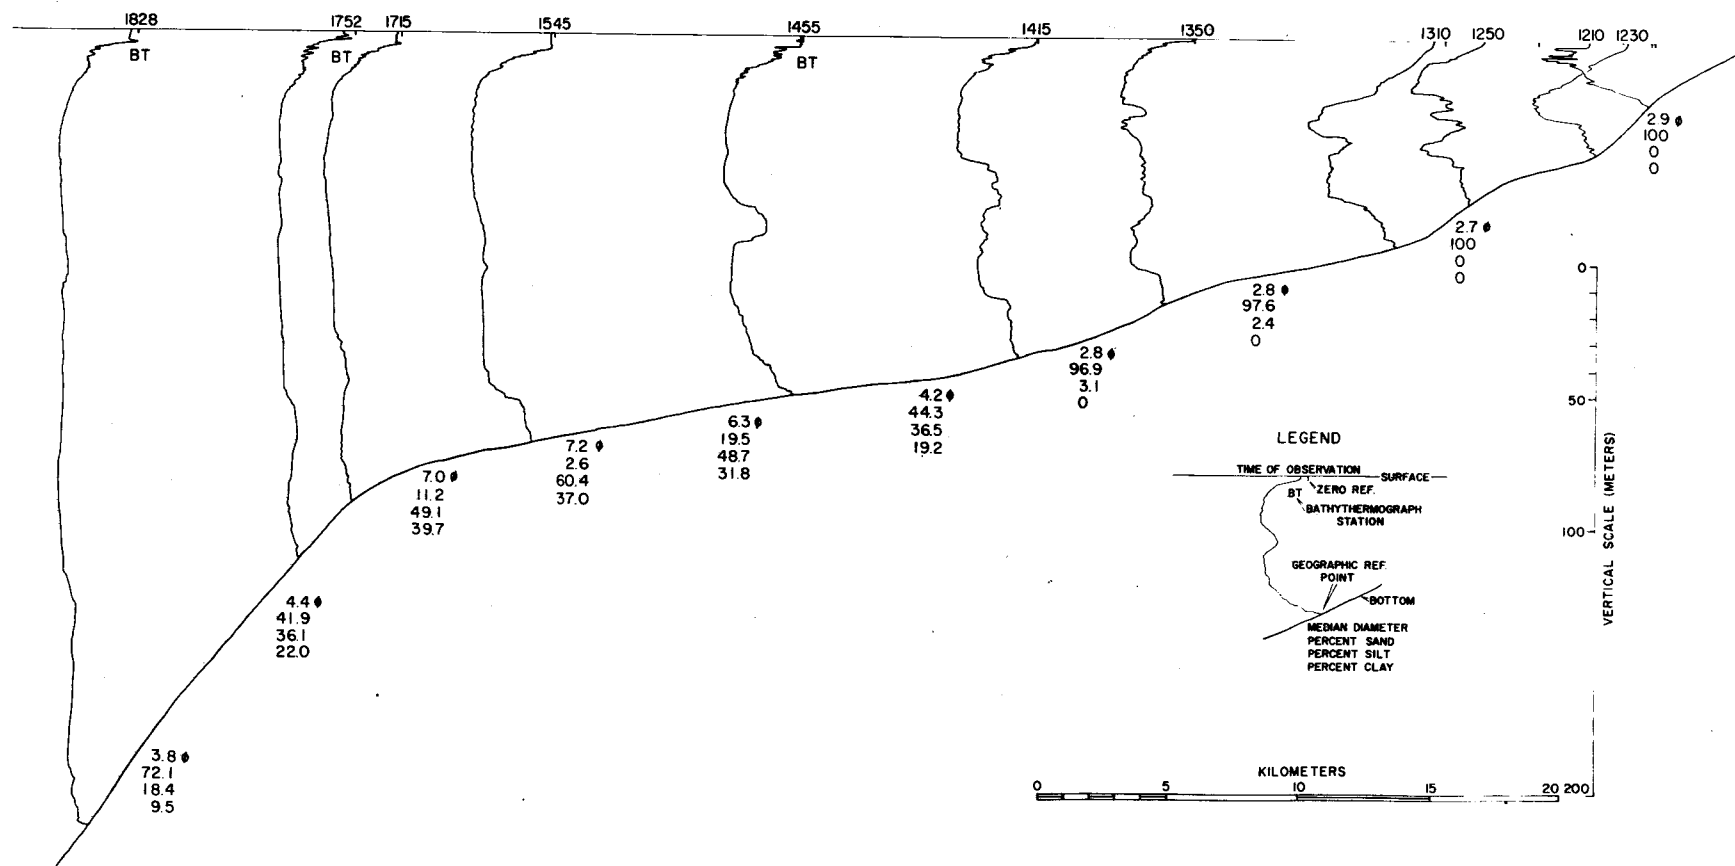 1828
1752
1715
1545
1455
1415
1350
1310
1250
1210
1230
BT
BT
BT
2.9 φ
100
0
0
2.7 φ
100
0
0
2.8 φ
97.6
2.4
0
2.8 φ
96.9
3.1
0
4.2 φ
44.3
36.5
19.2
6.3 φ
19.5
48.7
31.8
7.2 φ
2.6
60.4
37.0
7.0 φ
11.2
49.1
39.7
4.4 φ
41.9
36.1
22.0
3.8 φ
72.1
18.4
9.5
LEGEND
TIME OF OBSERVATION
SURFACE
ZERO REF.
BT
BATHYTHERMOGRAPH
STATION
GEOGRAPHIC REF.
POINT
BOTTOM
MEDIAN DIAMETER
PERCENT SAND
PERCENT SILT
PERCENT CLAY
0
50
100
200
VERTICAL SCALE (METERS)
KILOMETERS
0 5 10 15 20